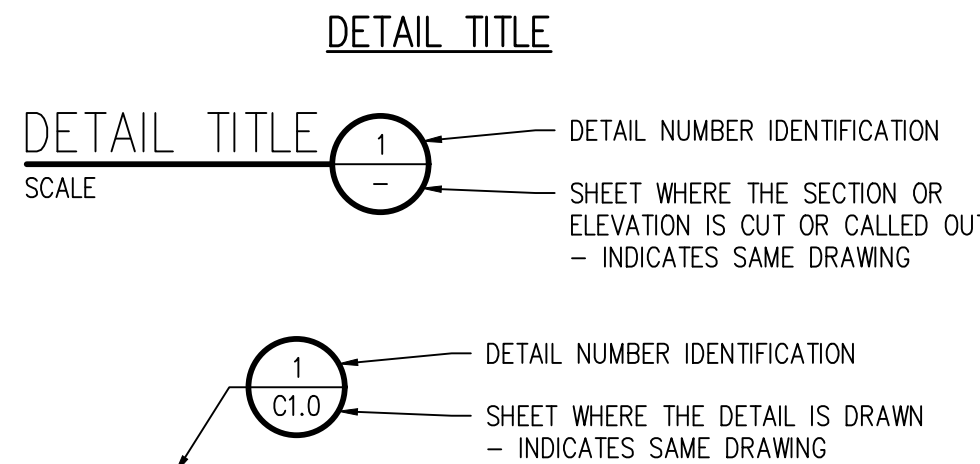 DETAIL TITLE
DETAIL TITLE
SCALE
1
–
DETAIL NUMBER IDENTIFICATION
SHEET WHERE THE SECTION OR
ELEVATION IS CUT OR CALLED OUT
– INDICATES SAME DRAWING
1
C1.0
DETAIL NUMBER IDENTIFICATION
SHEET WHERE THE DETAIL IS DRAWN
– INDICATES SAME DRAWING